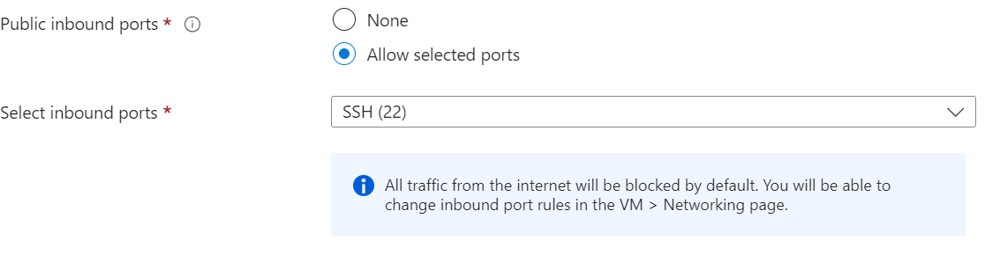 Public inbound ports *
None
Allow selected ports
Select inbound ports *
SSH (22)
All traffic from the internet will be blocked by default. You will be able to
change inbound port rules in the VM > Networking page.